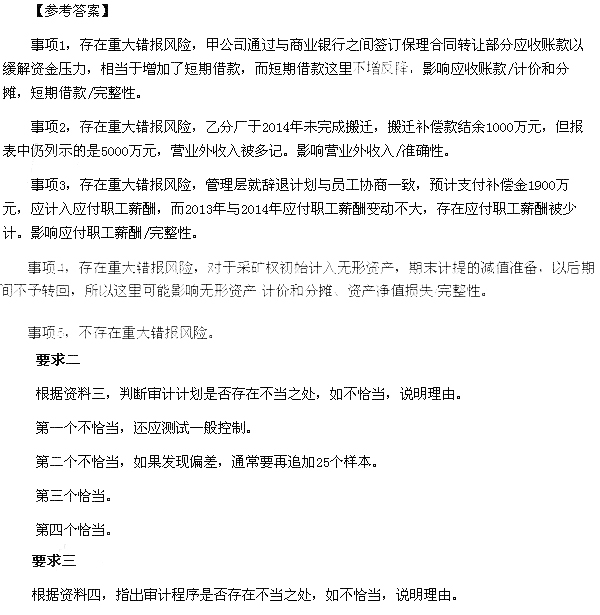 【参考答案】
事项1，存在重大错报风险，甲公司通过与商业银行之间签订保理合同转让部分应收账款以
缓解资金压力，相当于增加了短期借款，而短期借款这里不增反降，影响应收账款/计价和分
摊，短期借款/完整性。
事项2，存在重大错报风险，乙分厂于2014年未完成搬迁，搬迁补偿款结余1000万元，但报
表中仍列示的是5000万元，营业外收入被多记。影响营业外收入/准确性。
事项3，存在重大错报风险，管理层就辞退计划与员工协商一致，预计支付补偿金1900万
元，应计入应付职工薪酬，而2013年与2014年应付职工薪酬变动不大，存在应付职工薪酬被少
计。影响应付职工薪酬/完整性。
事项4，存在重大错报风险，对于采矿权初始计入无形资产，期末计提的减值准备，以后期
间不予转回，所以这里可能影响无形资产 计价和分摊、资产净值损失 完整性。
事项5，不存在重大错报风险。
要求二
根据资料三，判断审计计划是否存在不当之处，如不恰当，说明理由。
第一个不恰当，还应测试一般控制。
第二个不恰当，如果发现偏差，通常要再追加25个样本。
第三个恰当。
第四个恰当。
要求三
根据资料四，指出审计程序是否存在不当之处，如不恰当，说明理由。